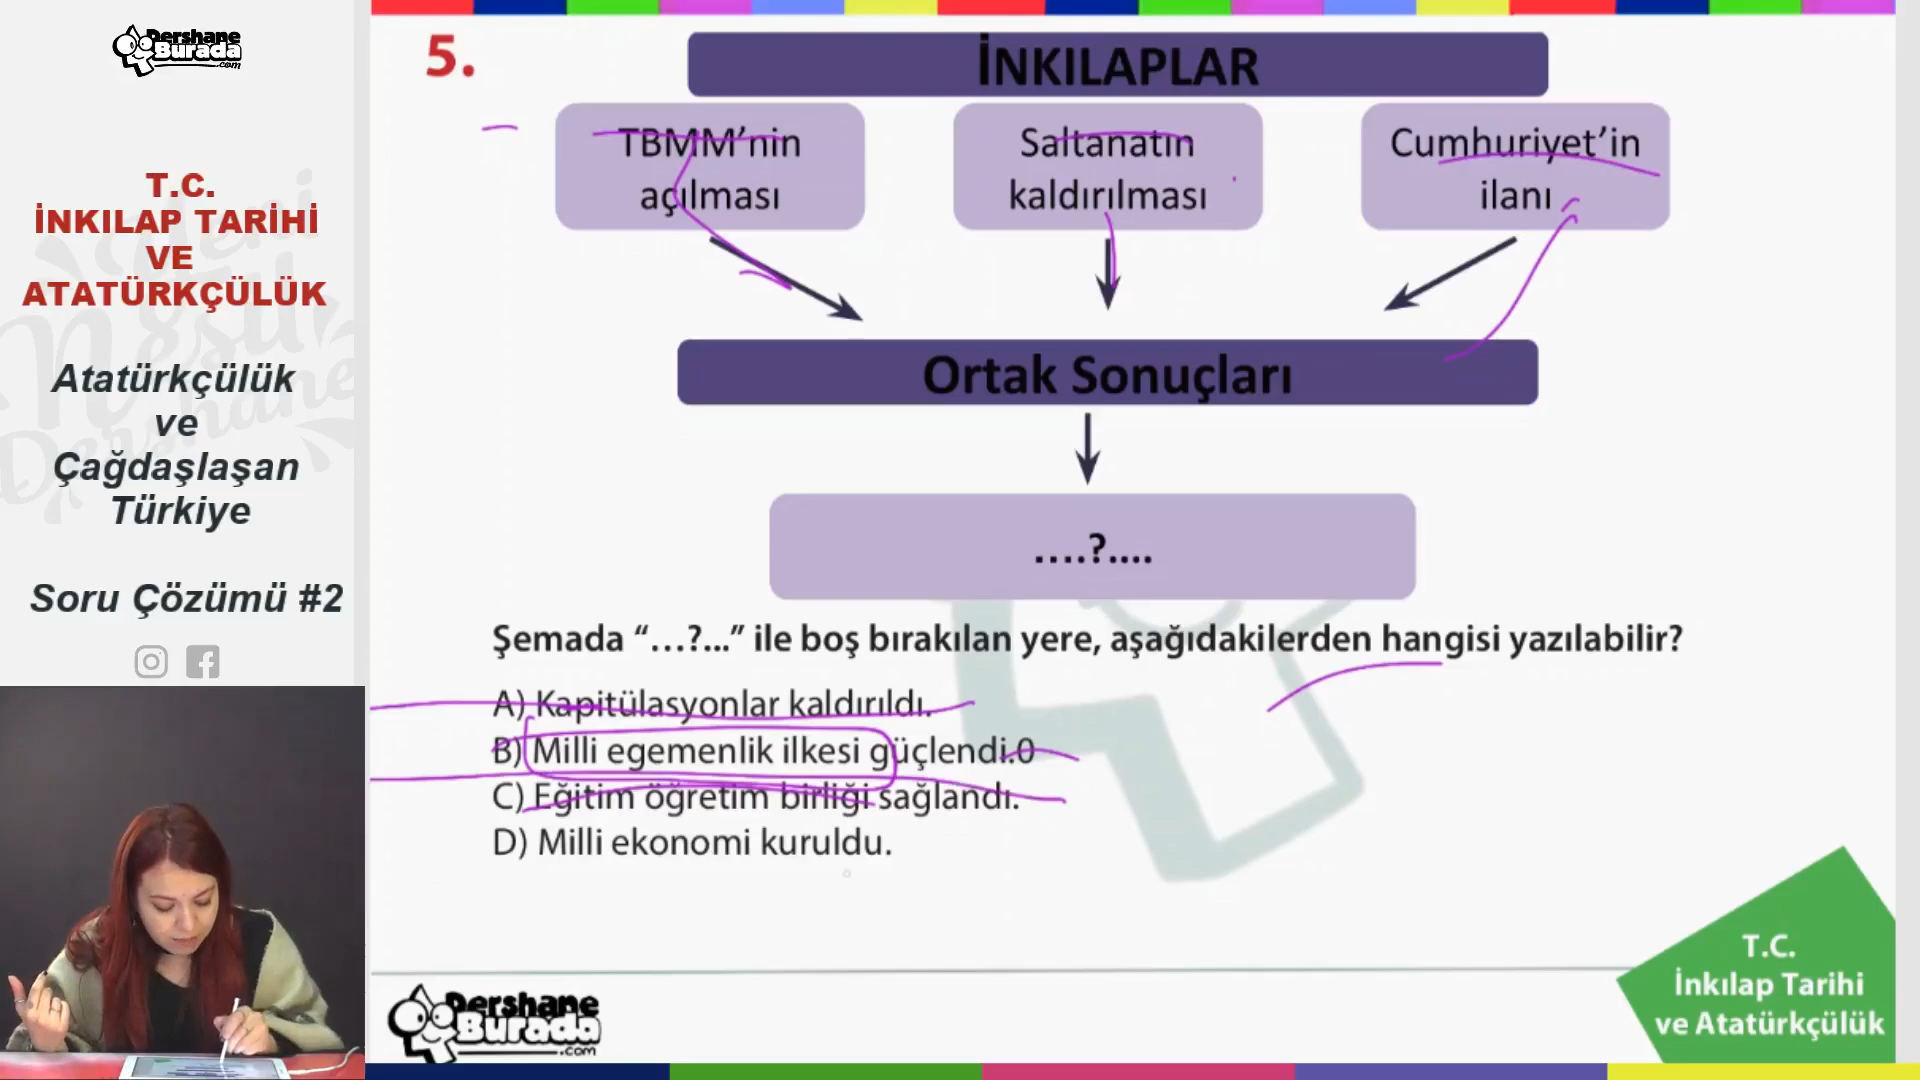 Dershane
Burada
.com
T.C.
İNKILAP TARİHİ
VE
ATATÜRKÇÜLÜK
Atatürkçülük
ve
Çağdaşlaşan
Türkiye
Soru Çözümü #2
5.
İNKILAPLAR
TBMM’nin
açılması
Saltanatın
kaldırılması
Cumhuriyet’in
ilanı
Ortak Sonuçları
....?....
Şemada “...?...” ile boş bırakılan yere, aşağıdakilerden hangisi yazılabilir?
A) Kapitülasyonlar kaldırıldı.
B) Milli egemenlik ilkesi güçlendi.0
C) Eğitim öğretim birliği sağlandı.
D) Milli ekonomi kuruldu.
Dershane
Burada
.com
T.C.
İnkılap Tarihi
ve Atatürkçülük